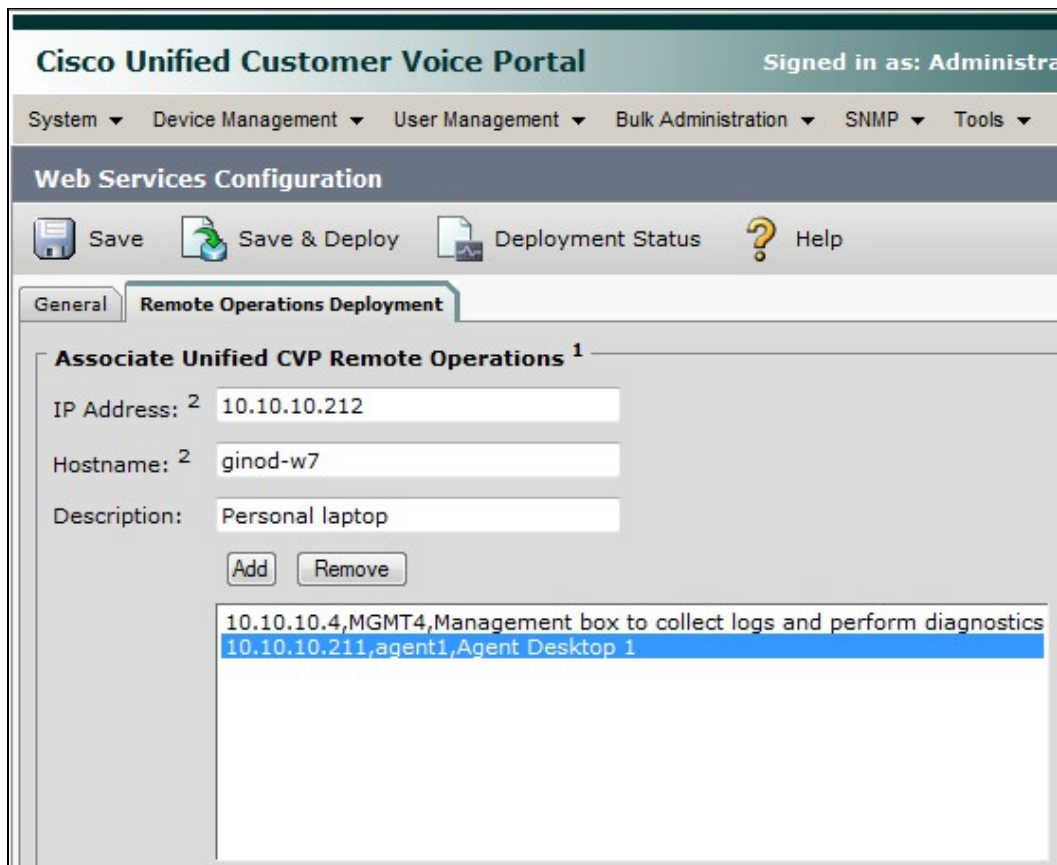 Cisco Unified Customer Voice Portal
Signed in as: Administra
System Device Management User Management Bulk Administration SNMP Tools
Web Services Configuration
Save Save & Deploy Deployment Status Help
General Remote Operations Deployment
Associate Unified CVP Remote Operations 1
IP Address: 2 10.10.10.212
Hostname: 2 ginod-w7
Description: Personal laptop
Add Remove
10.10.10.4,MGMT4,Management box to collect logs and perform diagnostics
10.10.10.211,agent1,Agent Desktop 1